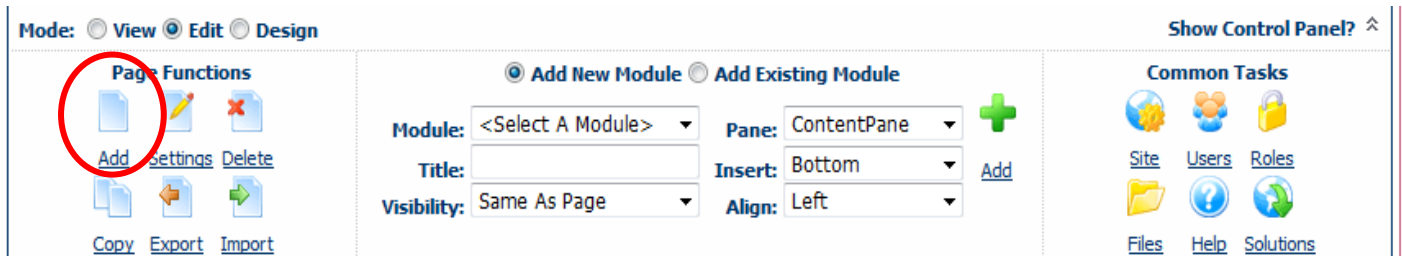 Mode: View Edit Design Show Control Panel?
Page Functions
Add Settings Delete
Copy Export Import
Add New Module Add Existing Module
Module: <Select A Module> Pane: ContentPane
Title: Insert: Bottom Add
Visibility: Same As Page Align: Left
Common Tasks
Site Users Roles
Files Help Solutions